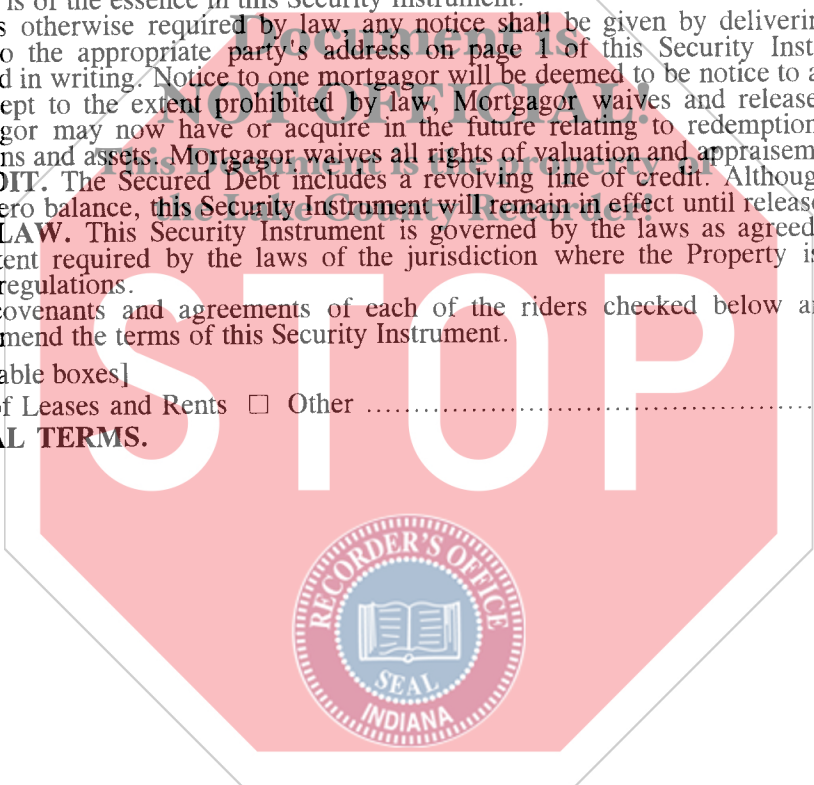 is of the essence in this Security Instrument.
s otherwise required by law, any notice shall be given by deliverin
o the appropriate party's address on page 1 of this Security Inst
d in writing. Notice to one mortgagor will be deemed to be notice to a
ept to the extent prohibited by law, Mortgagor waives and release
gor may now have or acquire in the future relating to redemption
ns and assets. Mortgagor waives all rights of valuation and appraisem
DIT. The Secured Debt includes a revolving line of credit. Althoug
ero balance, this Security Instrument will remain in effect until release
LAW. This Security Instrument is governed by the laws as agreed
tent required by the laws of the jurisdiction where the Property is
regulations.
covenants and agreements of each of the riders checked below a
mend the terms of this Security Instrument.
able boxes]
f Leases and Rents ☐ Other ............................................................
AL TERMS.
Document is
NOT OFFICIAL!
This Document is the property of
the Lake County Recorder!
STOP
RECORDER'S OFFICE
SEAL
INDIANA